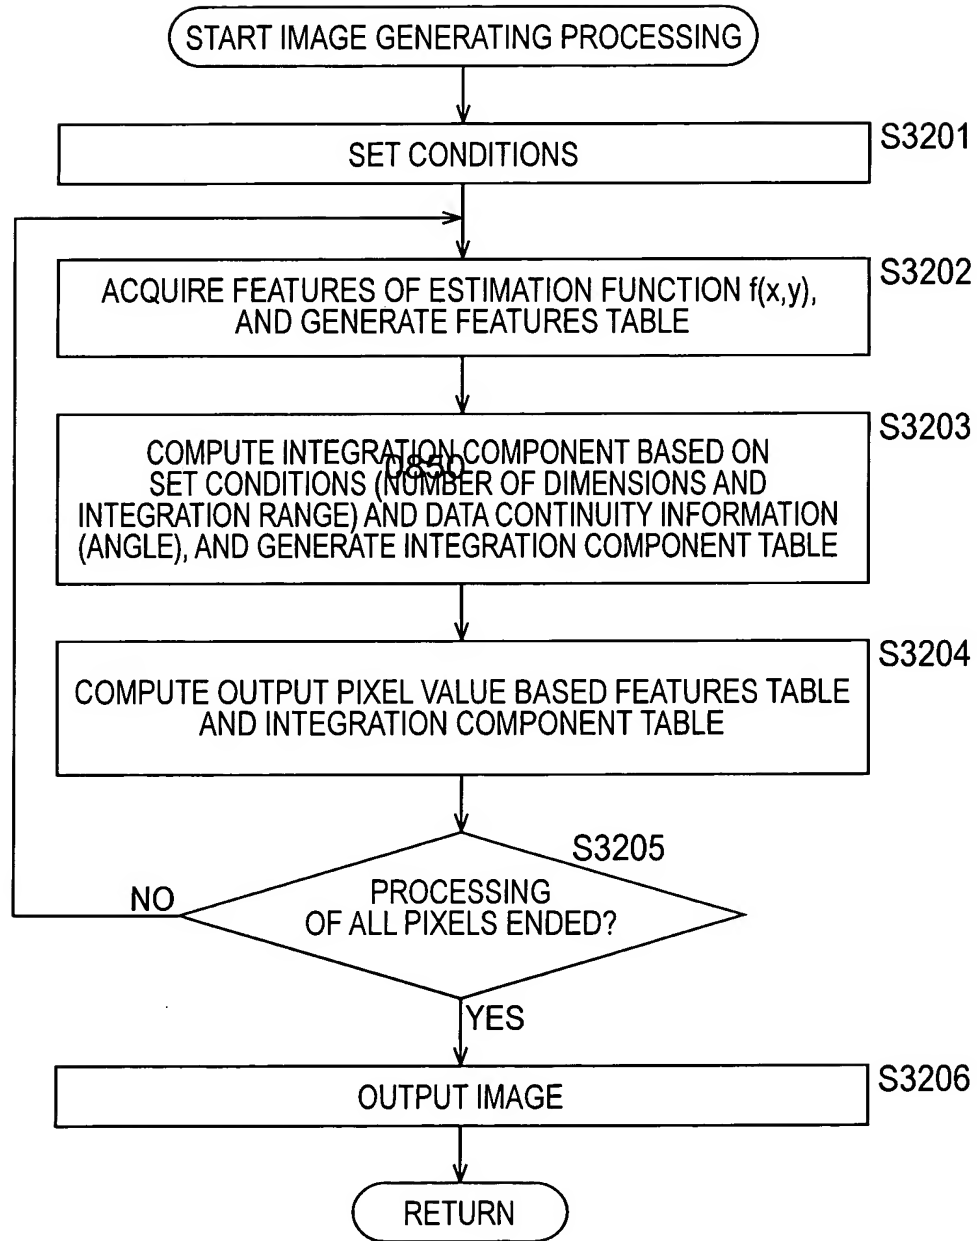 START IMAGE GENERATING PROCESSING
S3201
SET CONDITIONS
S3202
ACQUIRE FEATURES OF ESTIMATION FUNCTION f(x,y),
AND GENERATE FEATURES TABLE
S3203
COMPUTE INTEGRATION COMPONENT BASED ON
0850
SET CONDITIONS (NUMBER OF DIMENSIONS AND
INTEGRATION RANGE) AND DATA CONTINUITY INFORMATION
(ANGLE), AND GENERATE INTEGRATION COMPONENT TABLE
S3204
COMPUTE OUTPUT PIXEL VALUE BASED FEATURES TABLE
AND INTEGRATION COMPONENT TABLE
S3205
NO
PROCESSING
OF ALL PIXELS ENDED?
YES
S3206
OUTPUT IMAGE
RETURN